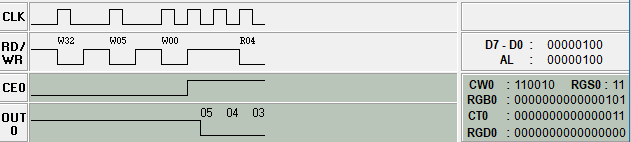 CLK
RD/
WR
W32 W05 W00 R04
CE0
OUT
0
05 04 03
D7 - D0 : 00000100
AL : 00000100
CW0 : 110010 RGS0 : 11
RGB0 : 0000000000000101
CT0 : 0000000000000011
RGD0 : 0000000000000000